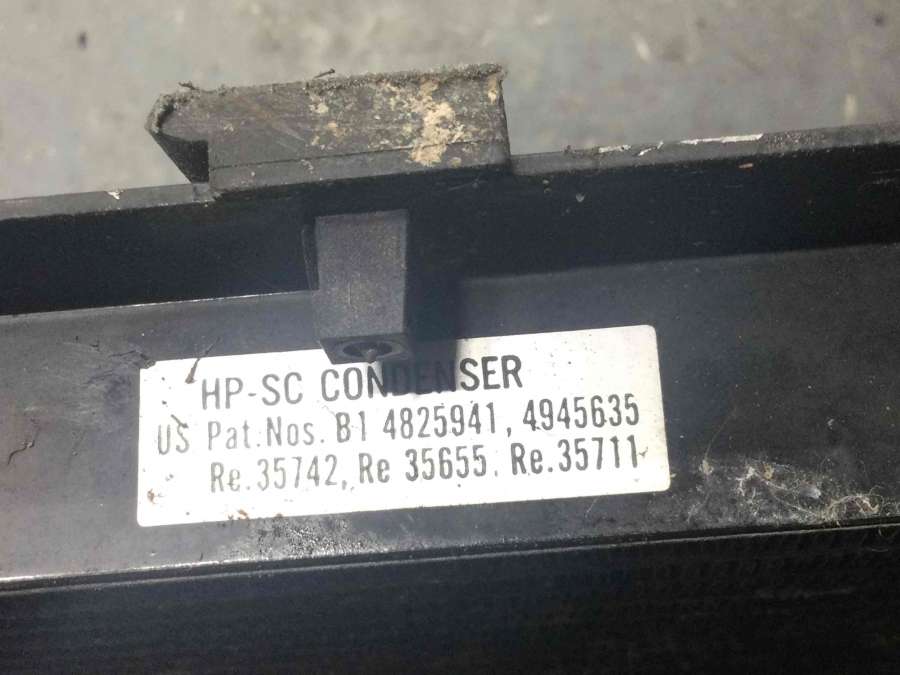 HP-SC CONDENSER
US Pat.Nos. B1 4825941, 4945635
Re.35742, Re 35655. Re.35711